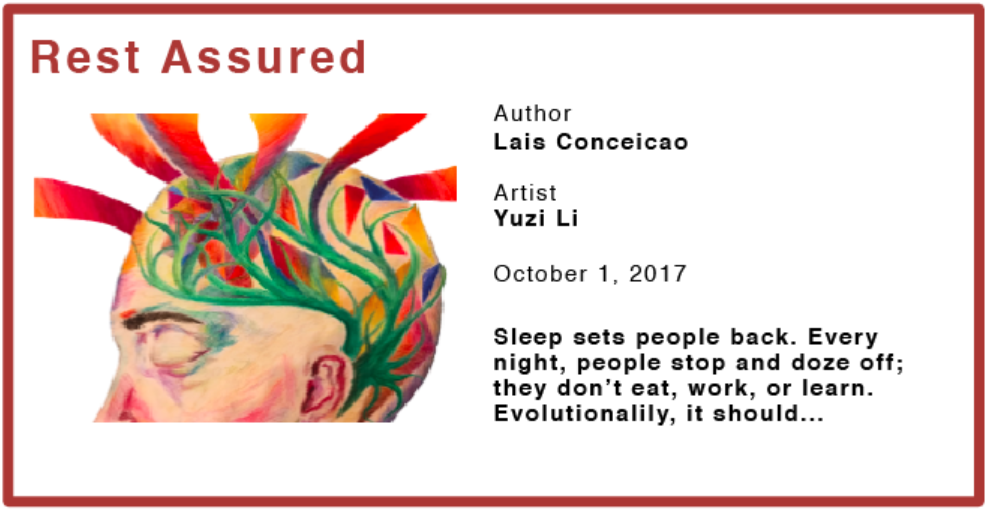 Rest Assured
Author
Lais Conceicao
Artist
Yuzi Li
October 1, 2017
Sleep sets people back. Every
night, people stop and doze off;
they don’t eat, work, or learn.
Evolutionalily, it should...